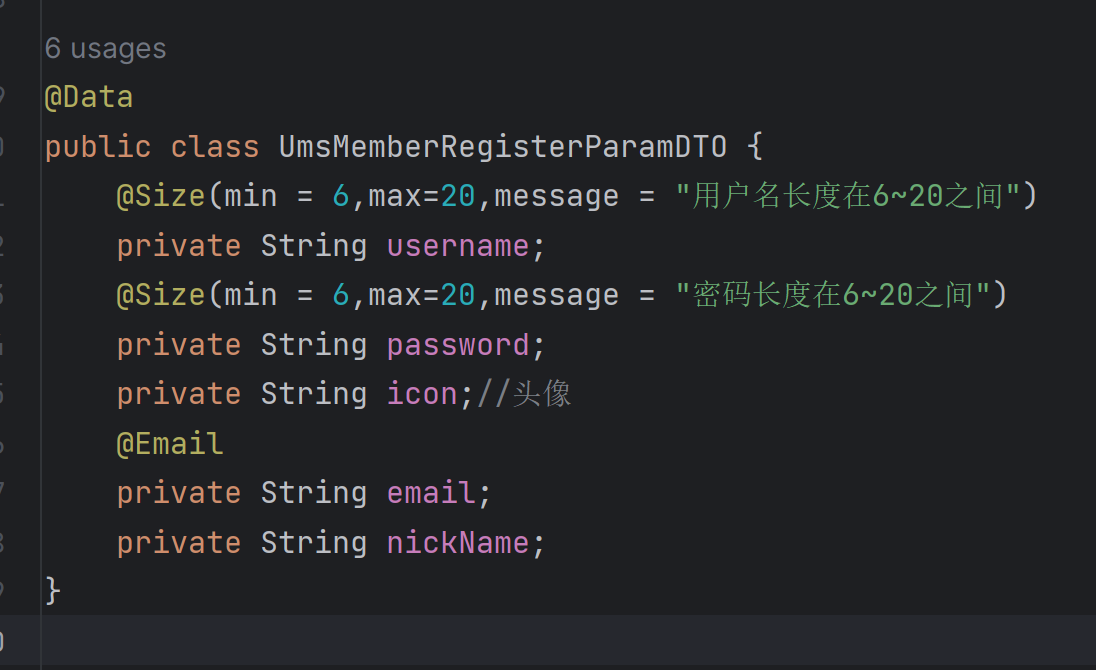 6 usages
@Data
public class UmsMemberRegisterParamDTO {
@Size(min = 6,max=20,message = "用户名长度在6~20之间")
private String username;
@Size(min = 6,max=20,message = "密码长度在6~20之间")
private String password;
private String icon;//头像
@Email
private String email;
private String nickName;
}